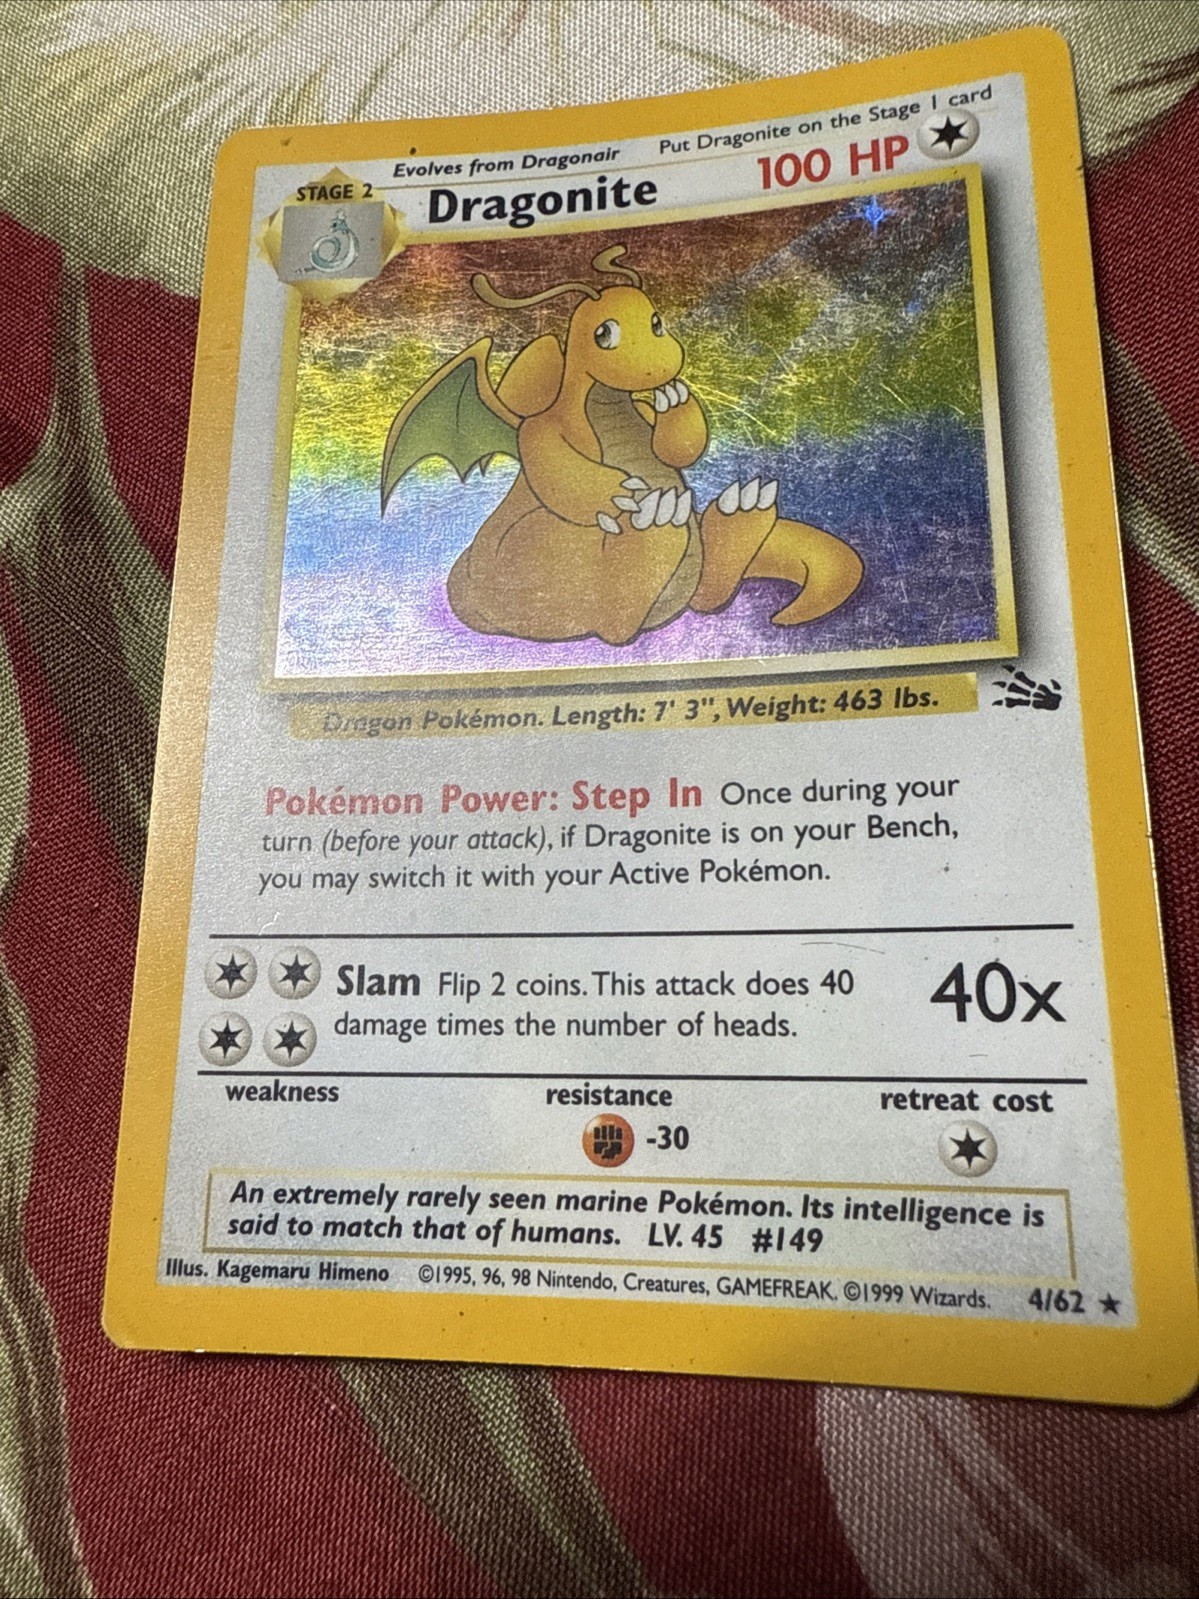 Evolves from Dragonair Put Dragonite on the Stage 1 card
STAGE 2 Dragonite 100 HP
Dragon Pokémon. Length: 7' 3", Weight: 463 lbs.
Pokémon Power: Step In Once during your
turn (before your attack), if Dragonite is on your Bench,
you may switch it with your Active Pokémon.
Slam Flip 2 coins. This attack does 40
damage times the number of heads.
40x
weakness resistance retreat cost
-30
An extremely rarely seen marine Pokémon. Its intelligence is
said to match that of humans. LV. 45 #149
Illus. Kagemaru Himeno ©1995, 96, 98 Nintendo, Creatures, GAMEFREAK. ©1999 Wizards. 4/62 ★